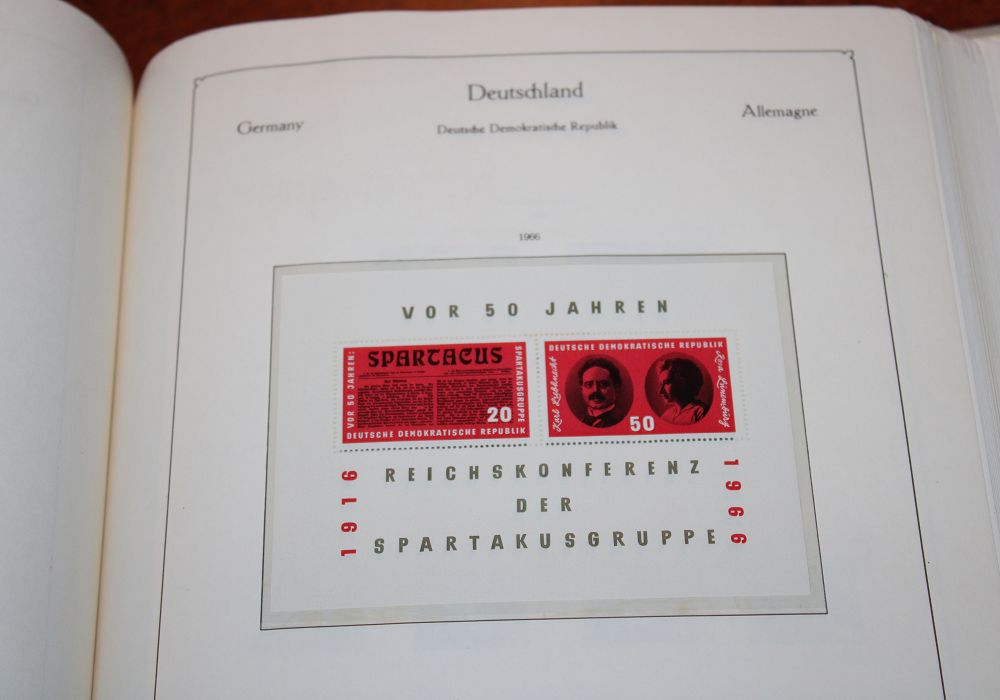 Deutschland
Germany
Deutsche Demokratische Republik
Allemagne
1966
VOR 50 JAHREN
VOR 50 JAHREN:
SPARTACUS
20
SPARTAKUSGRUPPE
DEUTSCHE DEMOKRATISCHE REPUBLIK
DEUTSCHE DEMOKRATISCHE REPUBLIK
Karl Liebknecht
Rosa Luxemburg
50
1916
REICHSKONFERENZ
DER
SPARTAKUSGRUPPE
1966